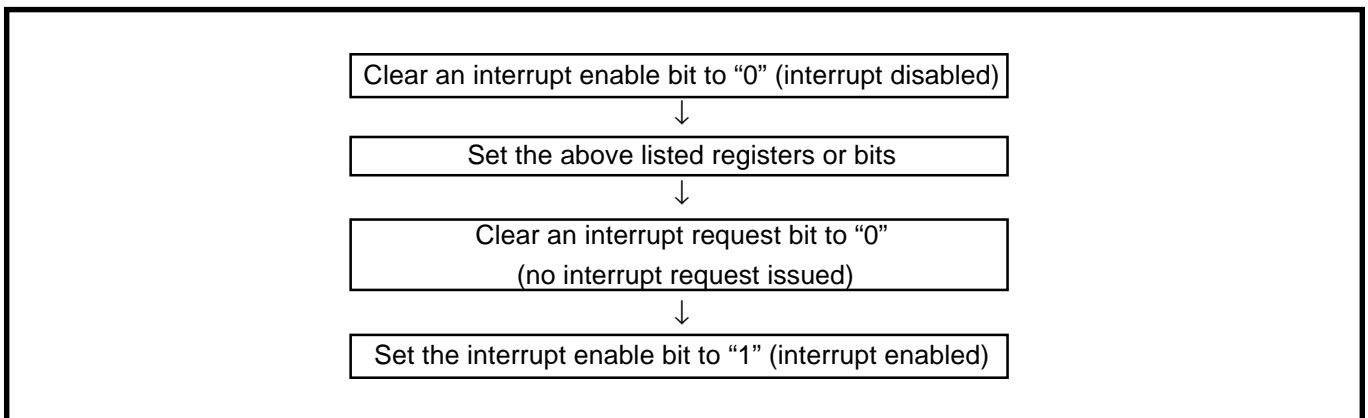 Clear an interrupt enable bit to “0” (interrupt disabled)
↓
Set the above listed registers or bits
↓
Clear an interrupt request bit to “0”
(no interrupt request issued)
↓
Set the interrupt enable bit to “1” (interrupt enabled)